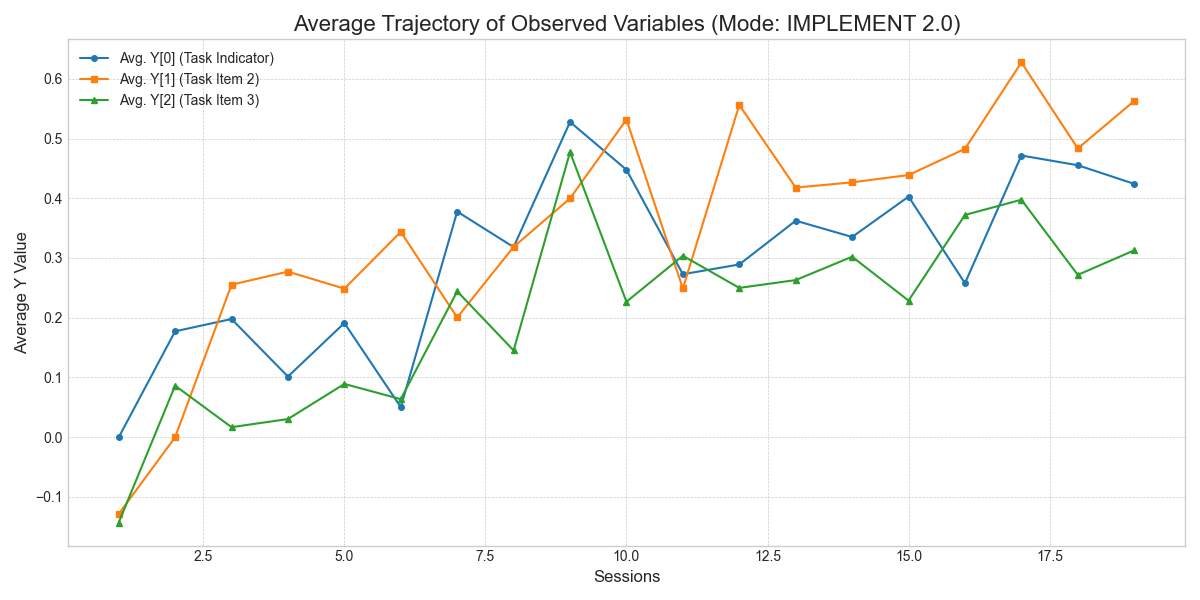 Average Trajectory of Observed Variables (Mode: IMPLEMENT 2.0)
Avg. Y[0] (Task Indicator)
Avg. Y[1] (Task Item 2)
Avg. Y[2] (Task Item 3)
Average Y Value
0.6
0.5
0.4
0.3
0.2
0.1
0.0
−0.1
2.5 5.0 7.5 10.0 12.5 15.0 17.5
Sessions